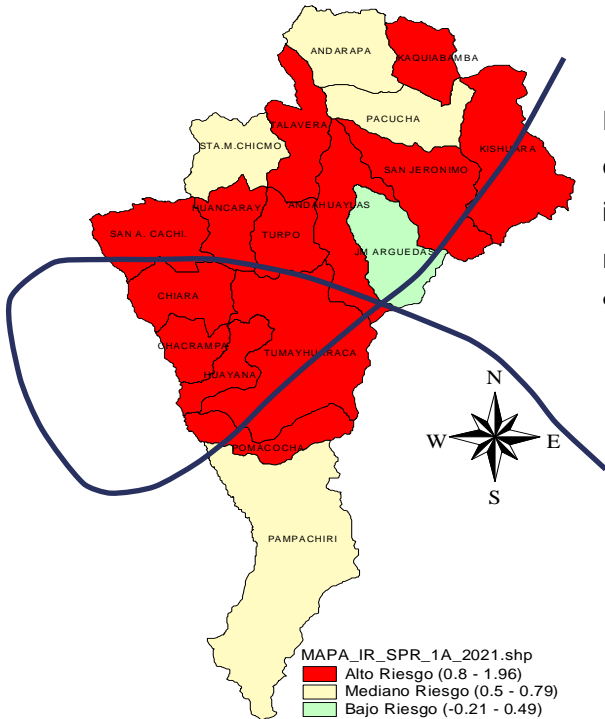 ANDARAPA
KAQUIABAMBA
PACUCHA
TALAVERA
STA.M.CHICMO
KISHUARA
SAN JERONIMO
HUANCARAY
ANDAHUAYLAS
SAN A. CACHI.
TURPO
JM ARGUEDAS
CHIARA
CHACRAMPA
TUMAYHUARACA
HUAYANA
N
W E
S
POMACOCHA
PAMPACHIRI
MAPA_IR_SPR_1A_2021.shp
Alto Riesgo (0.8 - 1.96)
Mediano Riesgo (0.5 - 0.79)
Bajo Riesgo (-0.21 - 0.49)